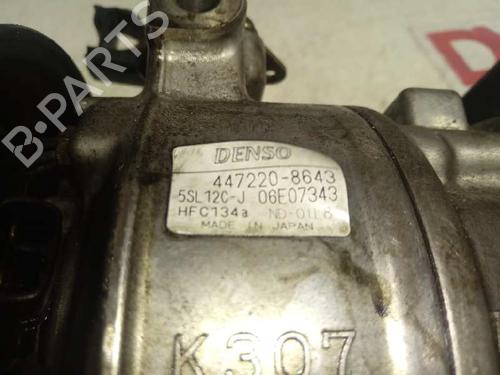 DENSO
447220-8643
5SL12C-J 06E07343
HFC134a ND-OIL8
MADE IN JAPAN
K307
B-PARTS